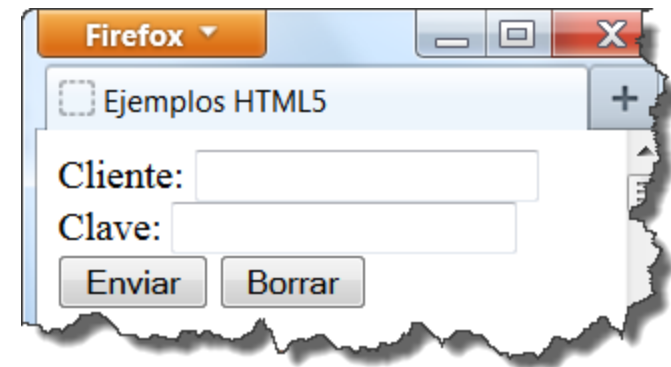 Firefox
Ejemplos HTML5
Cliente:
Clave:
Enviar Borrar